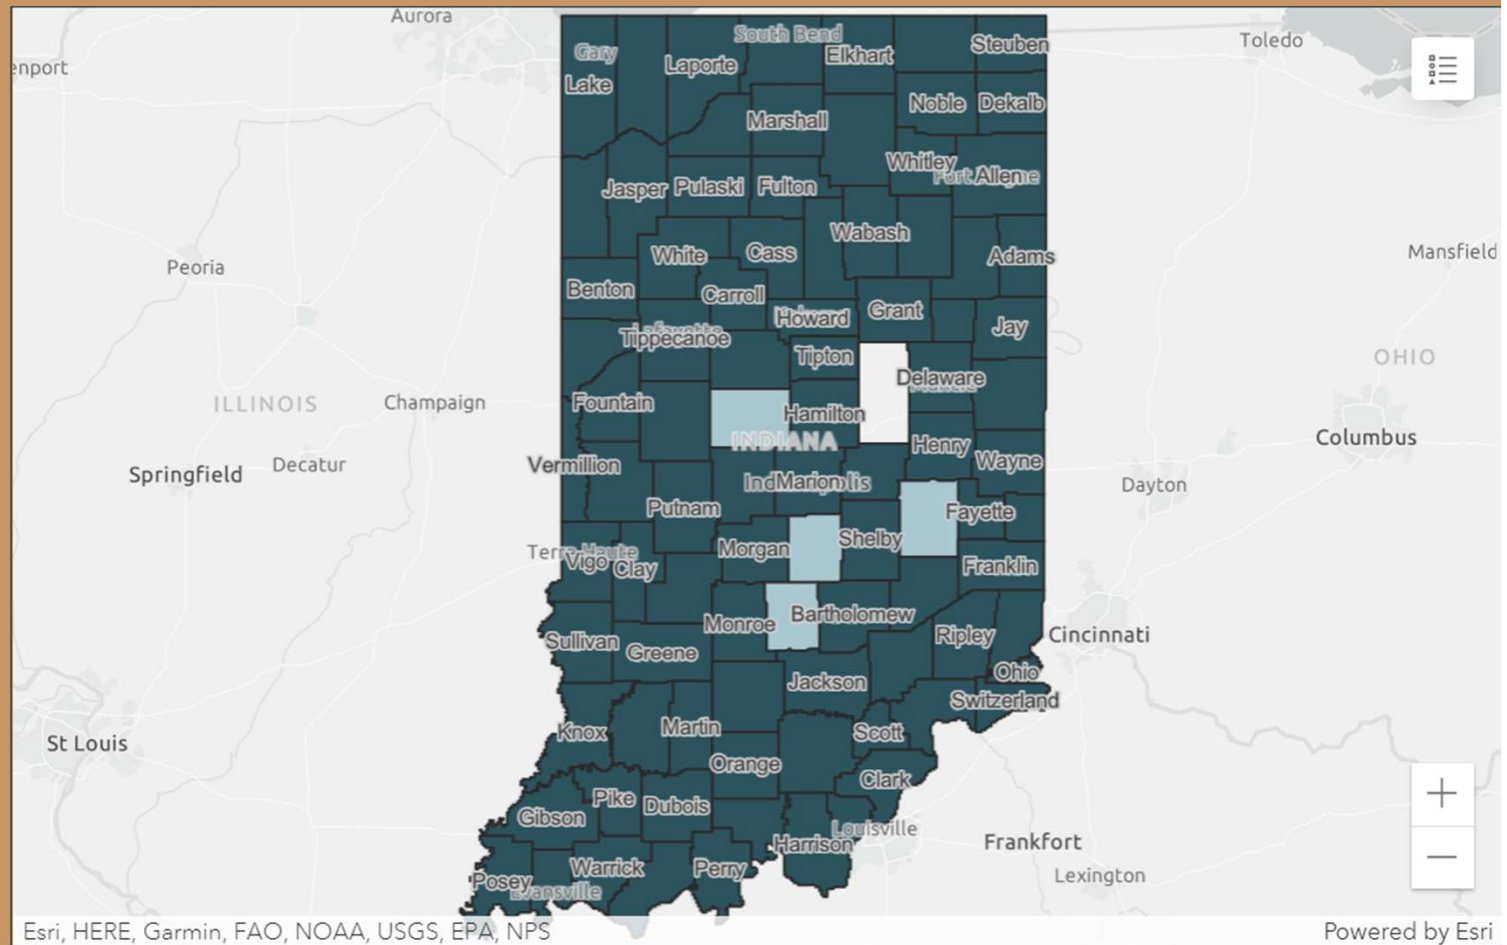 Aurora
South Bend
Toledo
Steuben
Gary
Elkhart
enport
Laporte
Lake
Noble
Dekalb
Marshall
Whitley
Allen
Jasper
Pulaski
Fulton
Wabash
White
Cass
Adams
Mansfield
Peoria
Benton
Carroll
Grant
Howard
Jay
Lafayette
Tippecanoe
Tipton
OHIO
Delaware
ILLINOIS
Champaign
Fountain
Hamilton
INDIANA
Columbus
Henry
Wayne
Vermillion
Springfield
Decatur
Marion
Dayton
Putnam
Fayette
Shelby
Morgan
Terre Haute
Vigo
Clay
Franklin
Bartholomew
Monroe
Ripley
Cincinnati
Sullivan
Greene
Ohio
Jackson
Switzerland
Martin
Knox
Scott
St Louis
Orange
Clark
Pike
Dubois
Gibson
Louisville
Harrison
Frankfort
Warrick
Perry
Lexington
Posey
Evansville
Esri, HERE, Garmin, FAO, NOAA, USGS, EPA, NPS
Powered by Esri